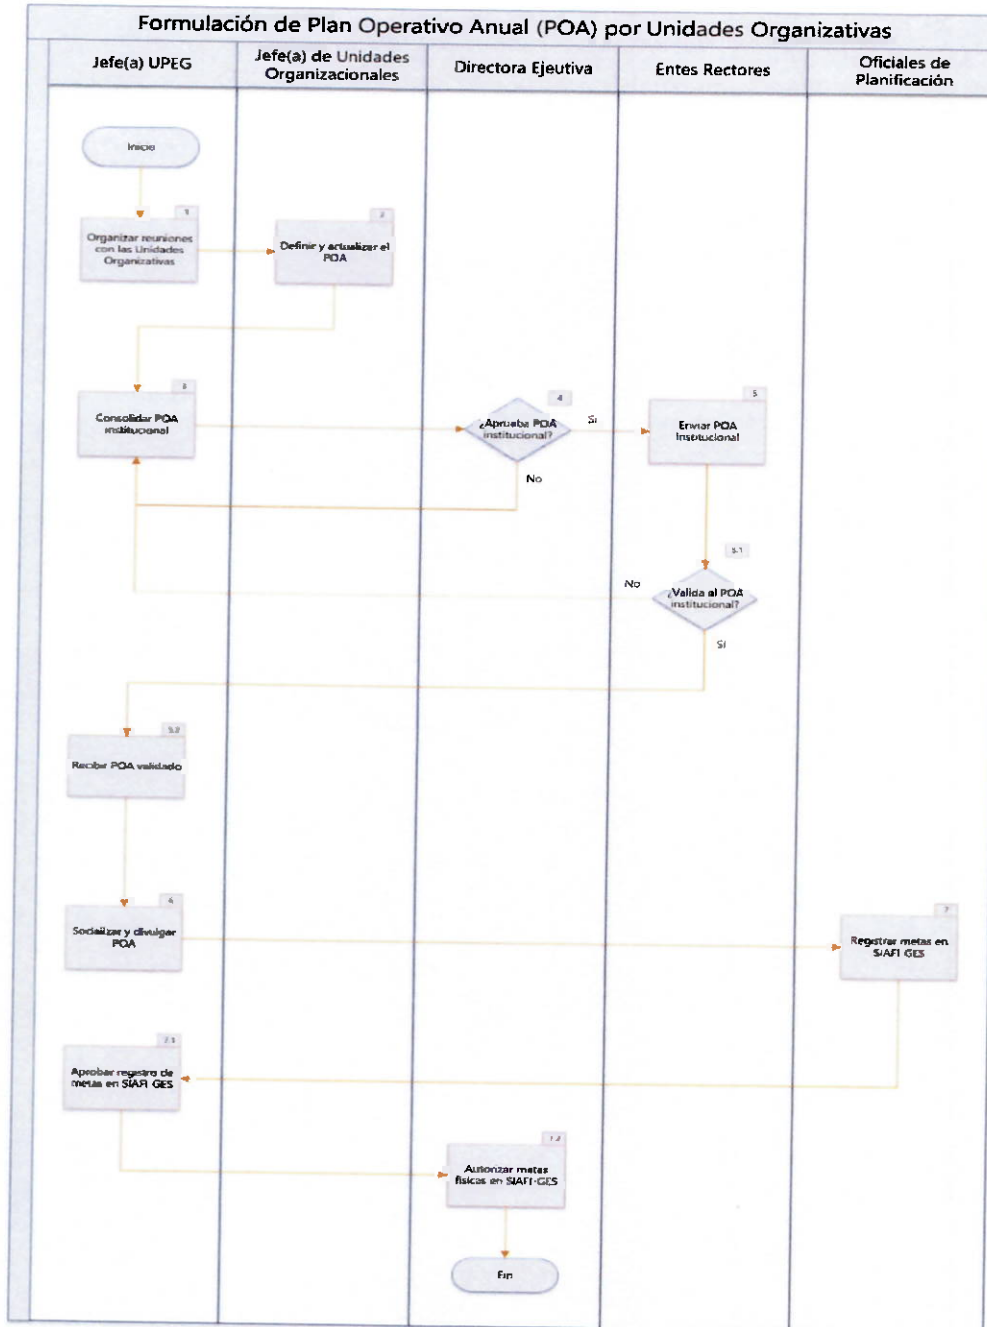 Formulación de Plan Operativo Anual (POA) por Unidades Organizativas
Jefe(a) UPEG
Jefe(a) de Unidades
Organizacionales
Directora Ejeutiva
Entes Rectores
Oficiales de
Planificación
Inicio
1
Organizar reuniones
con las Unidades
Organizativas
2
Definir y actualizar el
POA
3
Consolidar POA
institucional
4
¿Aprueba POA
institucional?
Si
No
5
Enviar POA
Institucional
5.1
¿Valida al POA
institucional?
No
Sí
5.2
Recibir POA validado
6
Socializar y divulgar
POA
7
Registrar metas en
SIAFI GES
7.1
Aprobar registro de
metas en SIAFI GES
7.2
Autorizar metas
físicas en SIAFI-GES
Fin